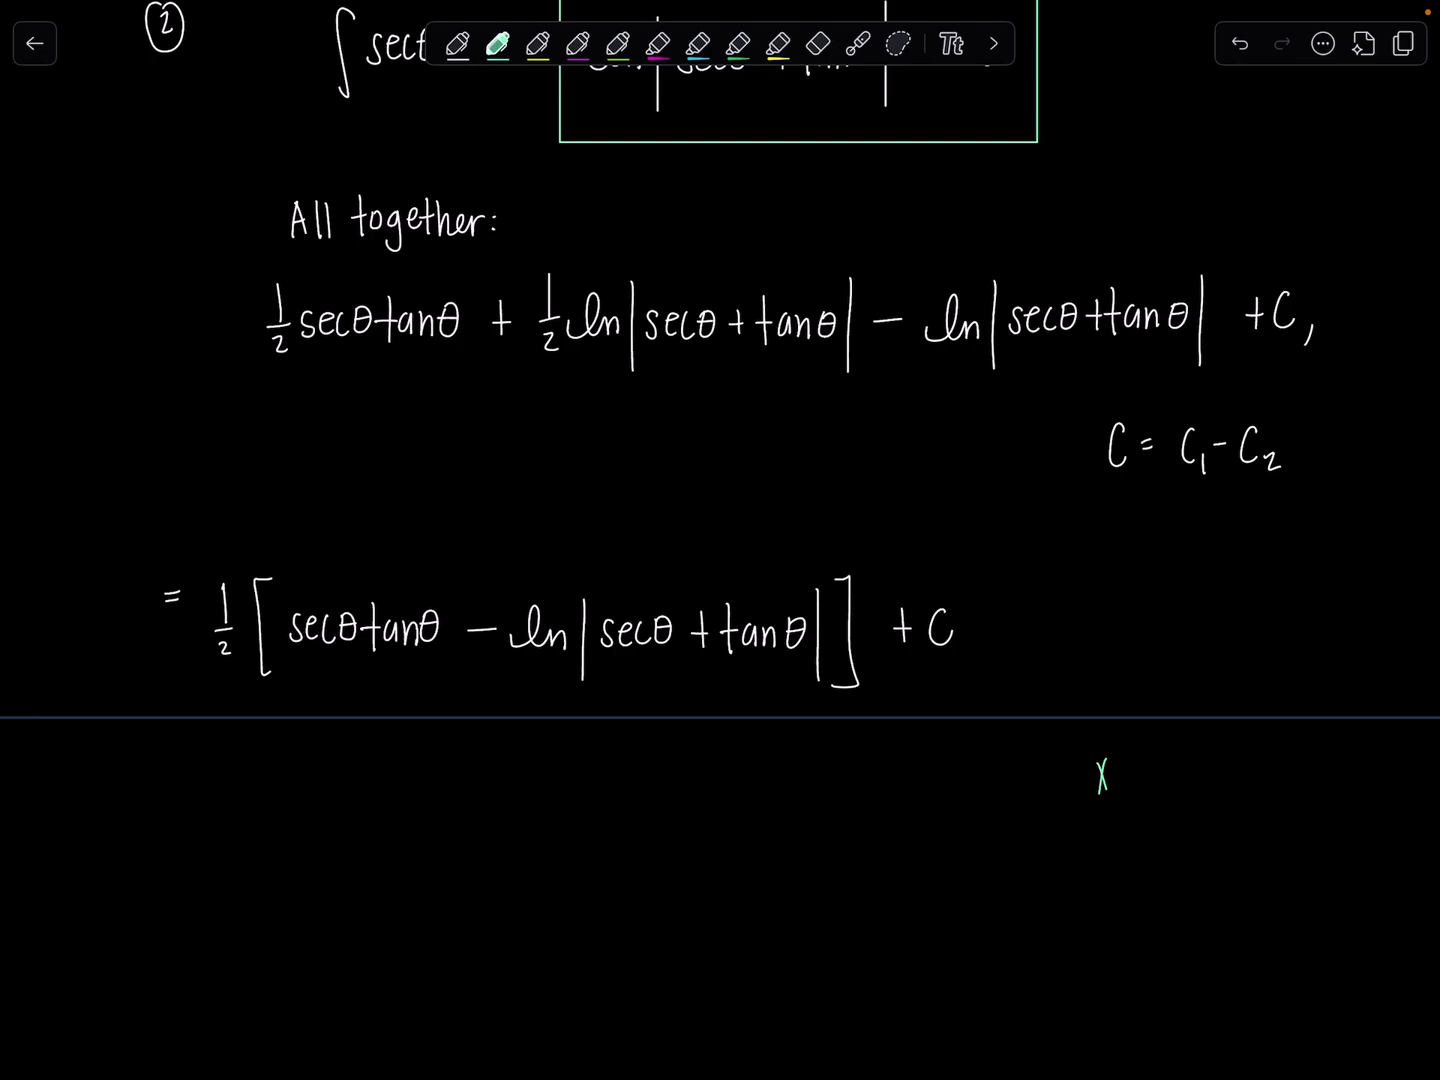 ②
∫ sec
All together:
½ secθtanθ + ½ ln|secθ + tanθ| − ln|secθ + tanθ| + C,
C = C₁ − C₂
= ½ [ secθtanθ − ln|secθ + tanθ| ] + C
x
Tt